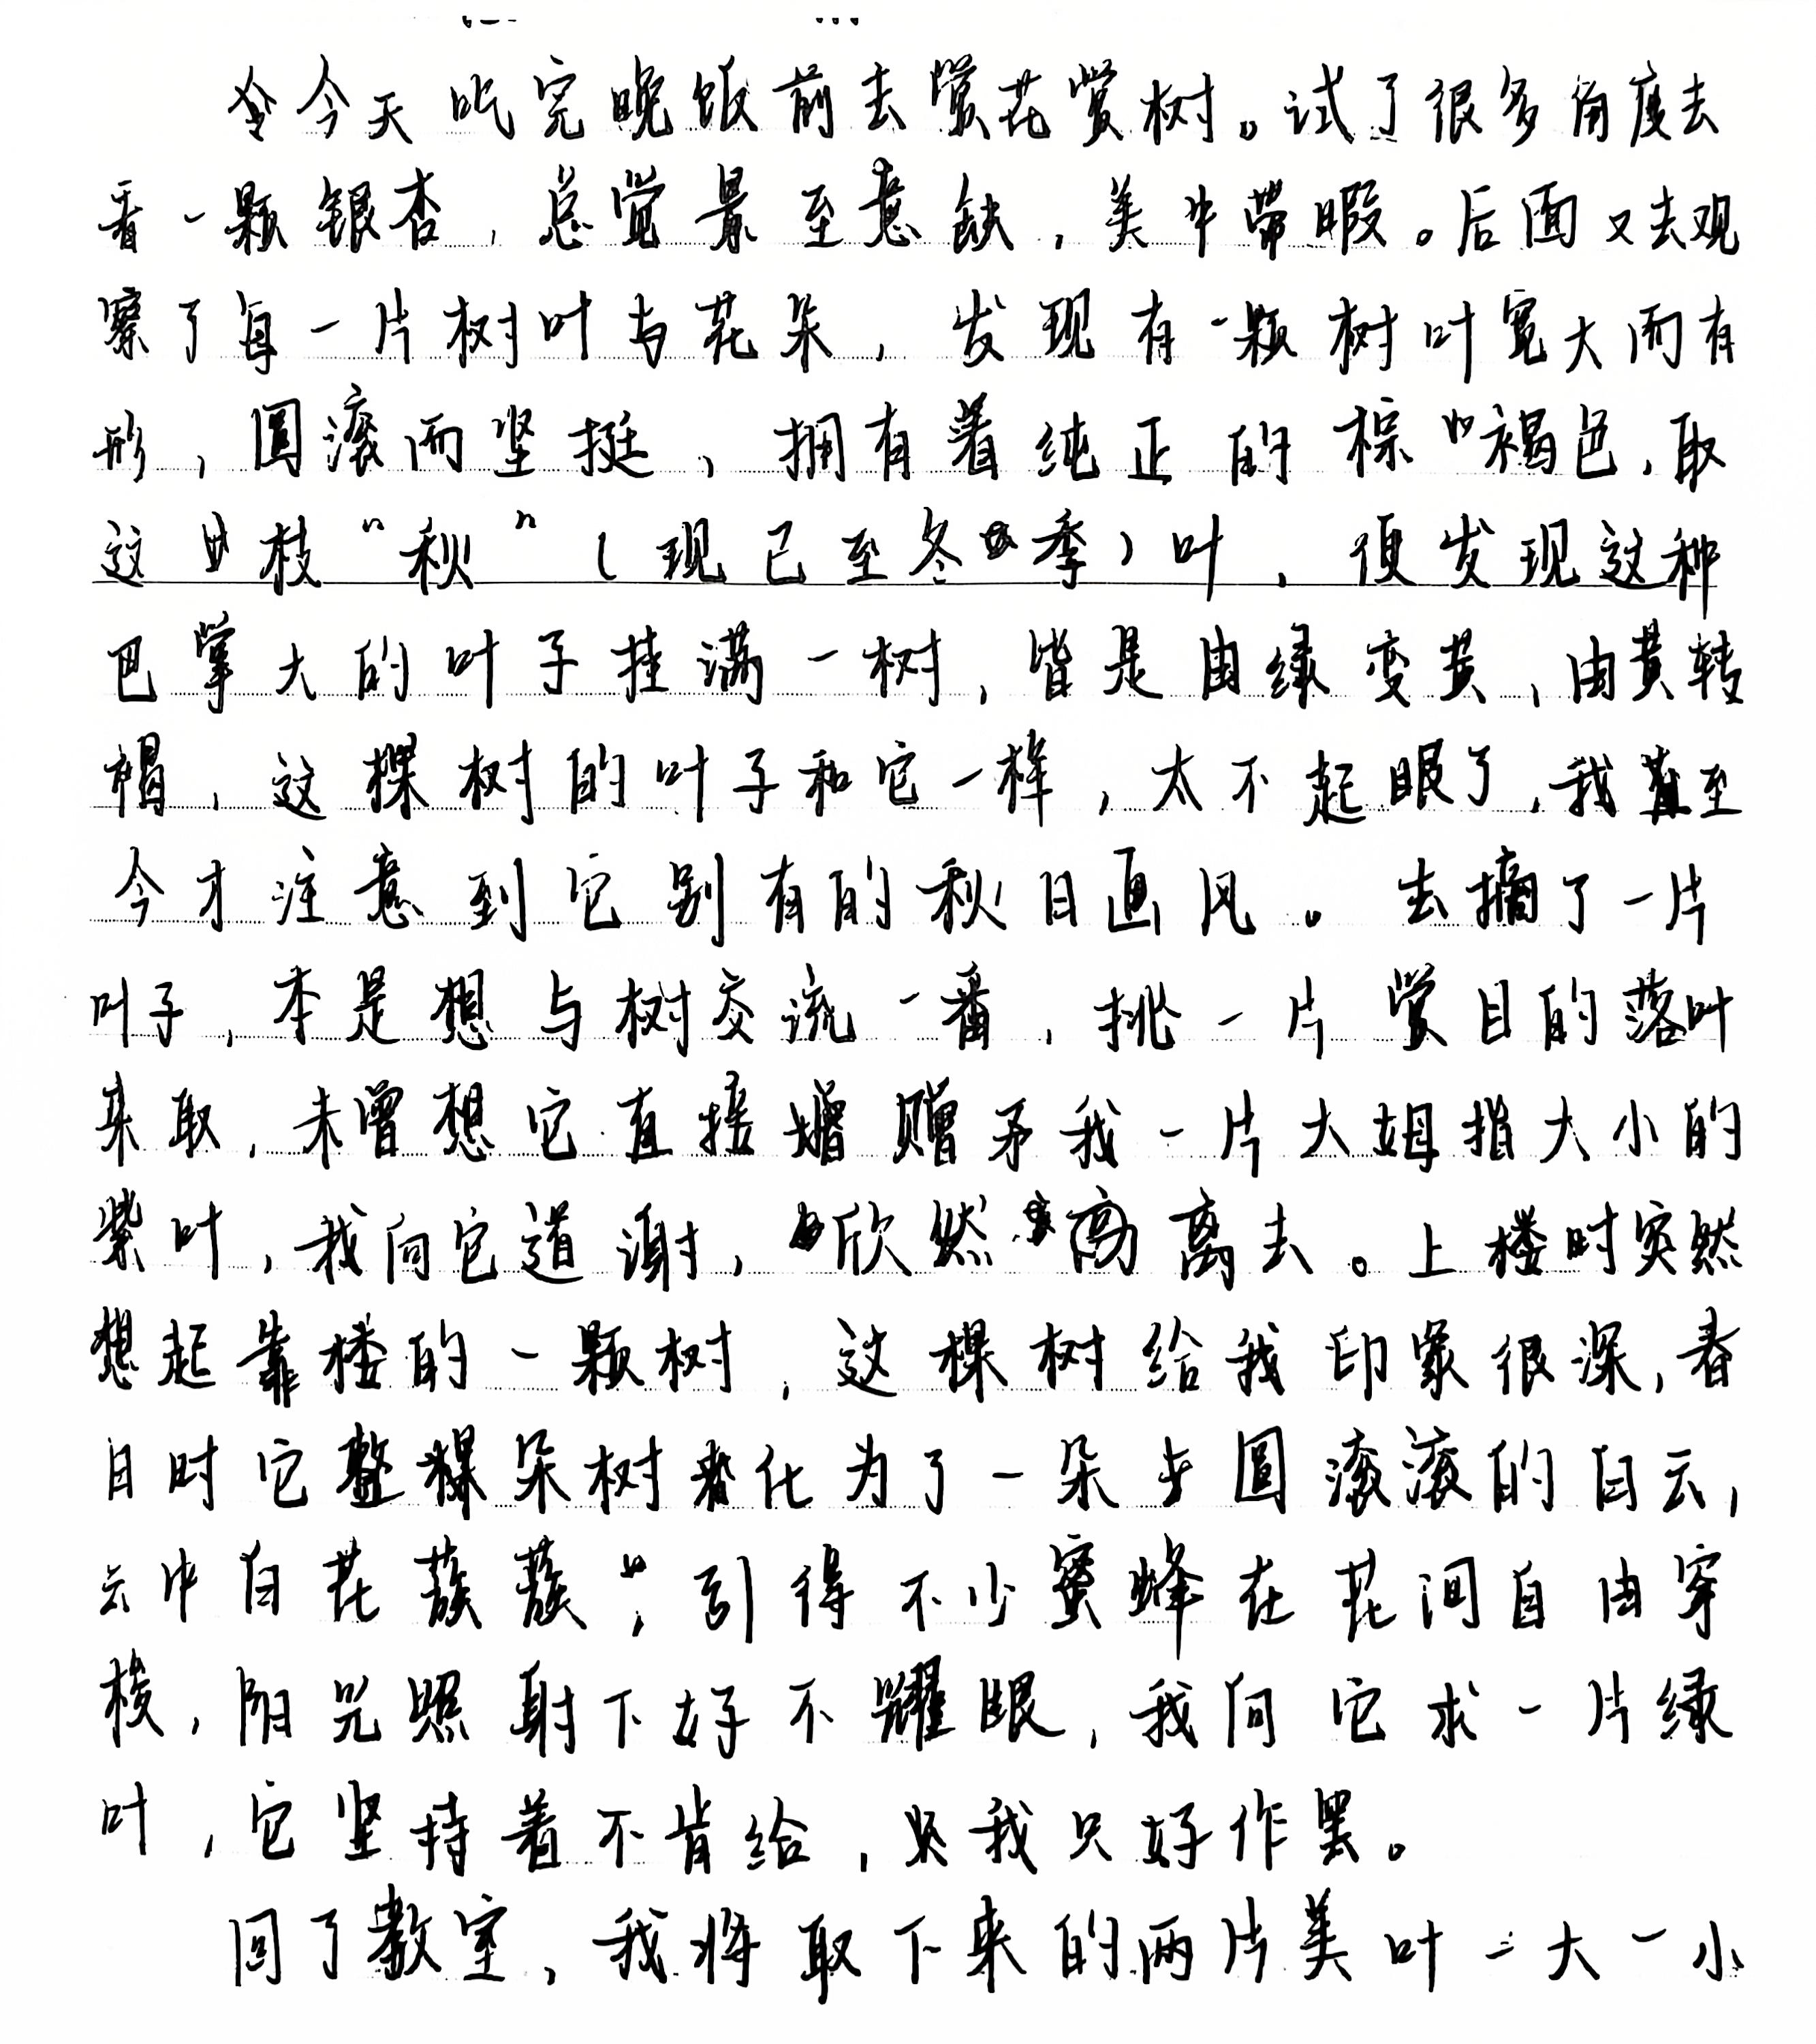 今天吃完晚饭前去赏花赏树。试了很多角度去
看一颗银杏，总觉景至意缺，美中带暇。后面又去观
察了每一片树叶与花朵，发现有一颗树叶宽大而有
形，圆滚而坚挺，拥有着纯正的棕褐色，取
这枝“秋”（现已至冬季）叶，便发现这种
巴掌大的叶子挂满一树，皆是由绿变黄，由黄转
褐，这棵树的叶子和它一样，太不起眼了，我直至
今才注意到它别有的秋日画风。去摘了一片
叶子，本是想与树交流一番，挑一片赏目的落叶
来取，未曾想它直接赠予我一片大姆指大小的
紫叶，我向它道谢，欣然离去。上楼时突然
想起靠楼的一颗树，这棵树给我印象很深，春
日时它整棵树化为了一朵圆滚滚的白云，
云中白花蔟蔟，引得不少蜜蜂在花间自由穿
梭，阳光照射下好不耀眼，我向它求一片绿
叶，它坚持着不肯给，我只好作罢。
回了教室，我将取下来的两片美叶一大一小